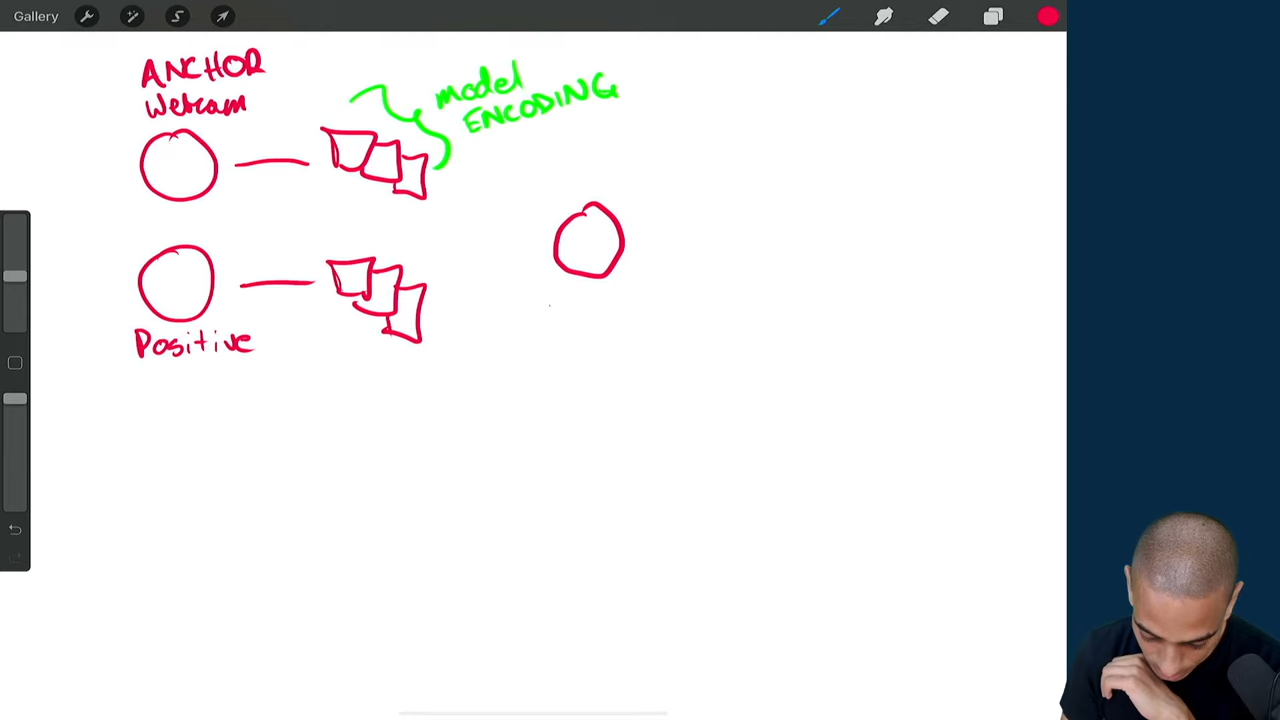 Gallery
ANCHOR
Webcam
model
ENCODING
Positive